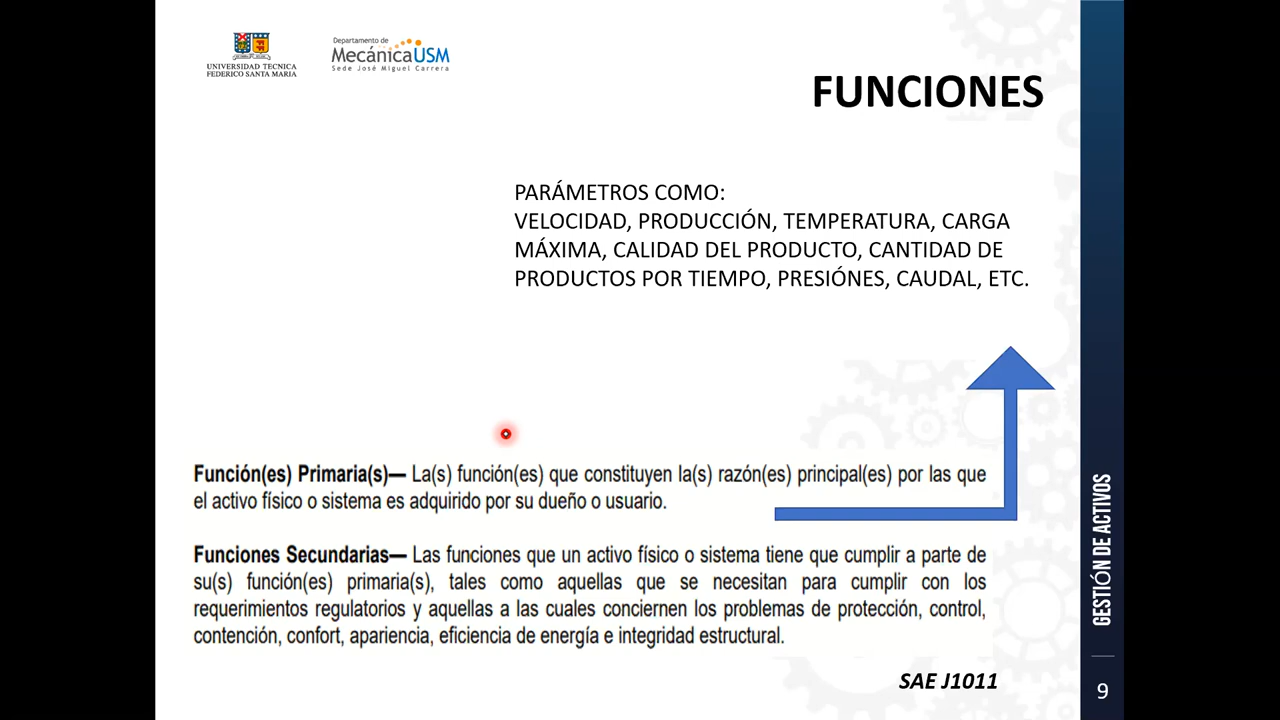 UNIVERSIDAD TECNICA
FEDERICO SANTA MARIA
Departamento de
MecánicaUSM
Sede José Miguel Carrera
FUNCIONES
PARÁMETROS COMO:
VELOCIDAD, PRODUCCIÓN, TEMPERATURA, CARGA
MÁXIMA, CALIDAD DEL PRODUCTO, CANTIDAD DE
PRODUCTOS POR TIEMPO, PRESIÓNES, CAUDAL, ETC.
Función(es) Primaria(s)— La(s) función(es) que constituyen la(s) razón(es) principal(es) por las que
el activo físico o sistema es adquirido por su dueño o usuario.
Funciones Secundarias— Las funciones que un activo físico o sistema tiene que cumplir a parte de
su(s) función(es) primaria(s), tales como aquellas que se necesitan para cumplir con los
requerimientos regulatorios y aquellas a las cuales conciernen los problemas de protección, control,
contención, confort, apariencia, eficiencia de energía e integridad estructural.
SAE J1011
GESTIÓN DE ACTIVOS
9